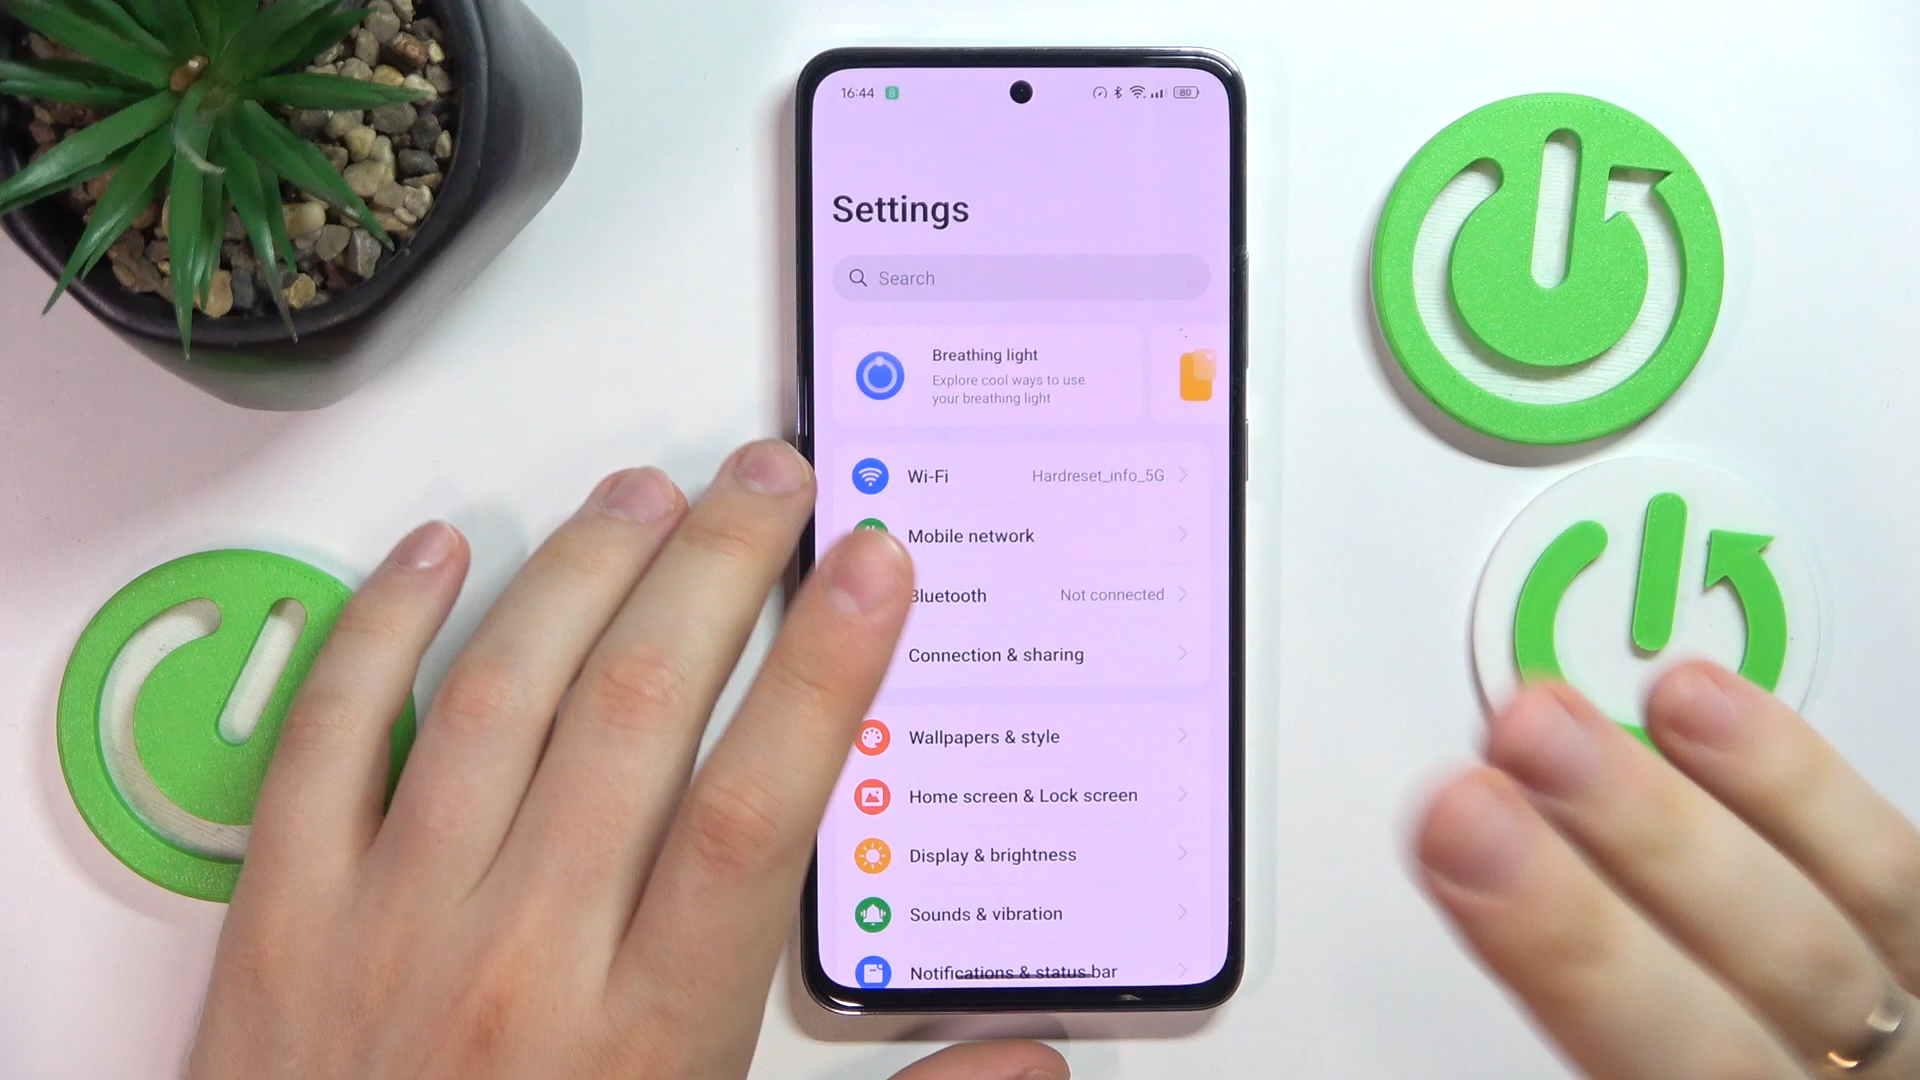 16:44
80
Settings
Search
Breathing light
Explore cool ways to use
your breathing light
Wi-Fi Hardreset_info_5G
Mobile network
Bluetooth Not connected
Connection & sharing
Wallpapers & style
Home screen & Lock screen
Display & brightness
Sounds & vibration
Notifications & status bar